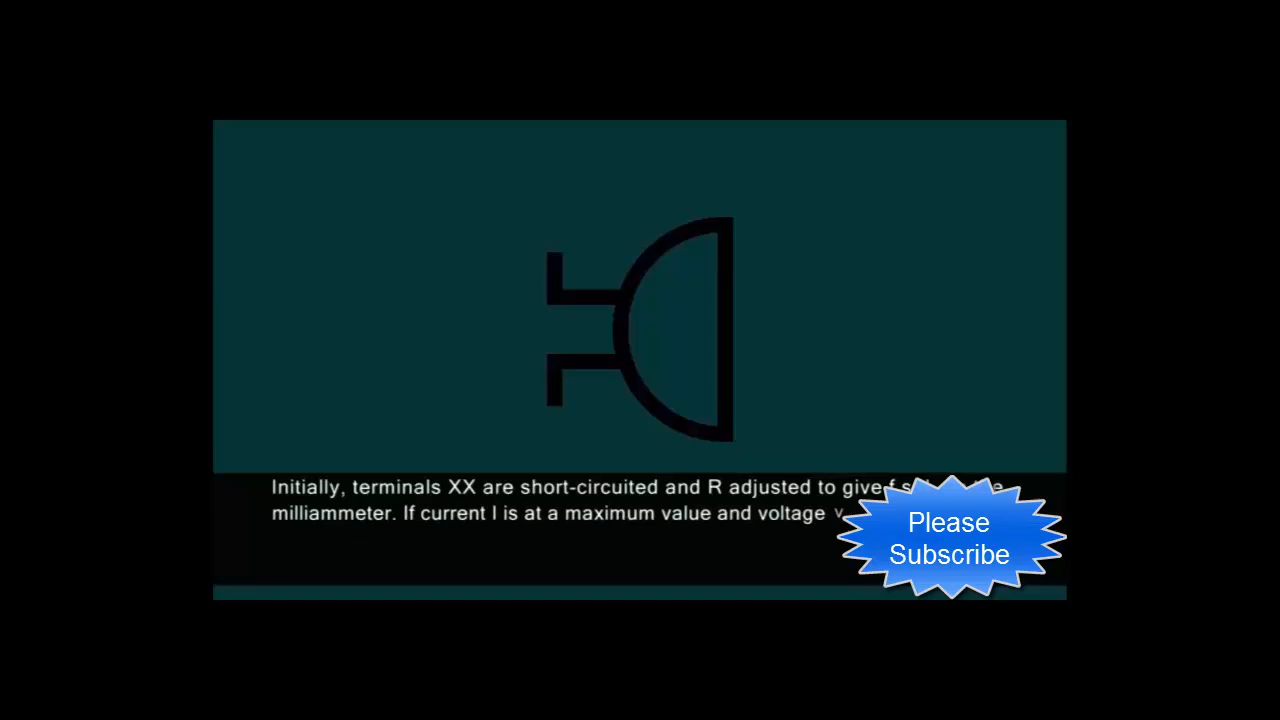 Initially, terminals XX are short-circuited and R adjusted to give
milliammeter. If current I is at a maximum value and voltage
Please
Subscribe